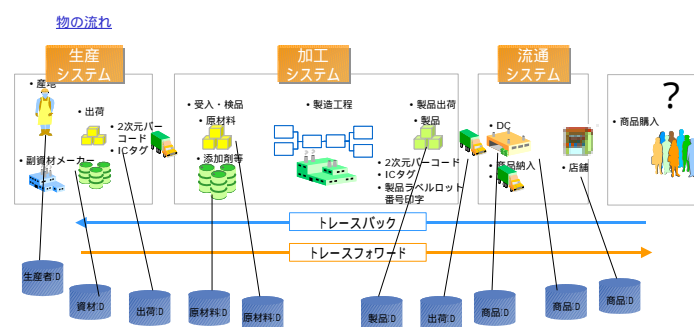 物の流れ
生産
システム
加工
システム
流通
システム
・産地
・出荷
・2次元バー
コード
・ICタグ
・副資材メーカー
・受入・検品
・原材料
・添加剤等
・製造工程
・製品出荷
・製品
・2次元バーコード
・ICタグ
・製品ラベルロット
番号印字
・DC
・商品納入
・店舗
?
・商品購入
トレースバック
トレースフォワード
生産者ID
資材ID
出荷ID
原材料ID
原材料ID
製品ID
出荷ID
商品ID
商品ID
商品ID